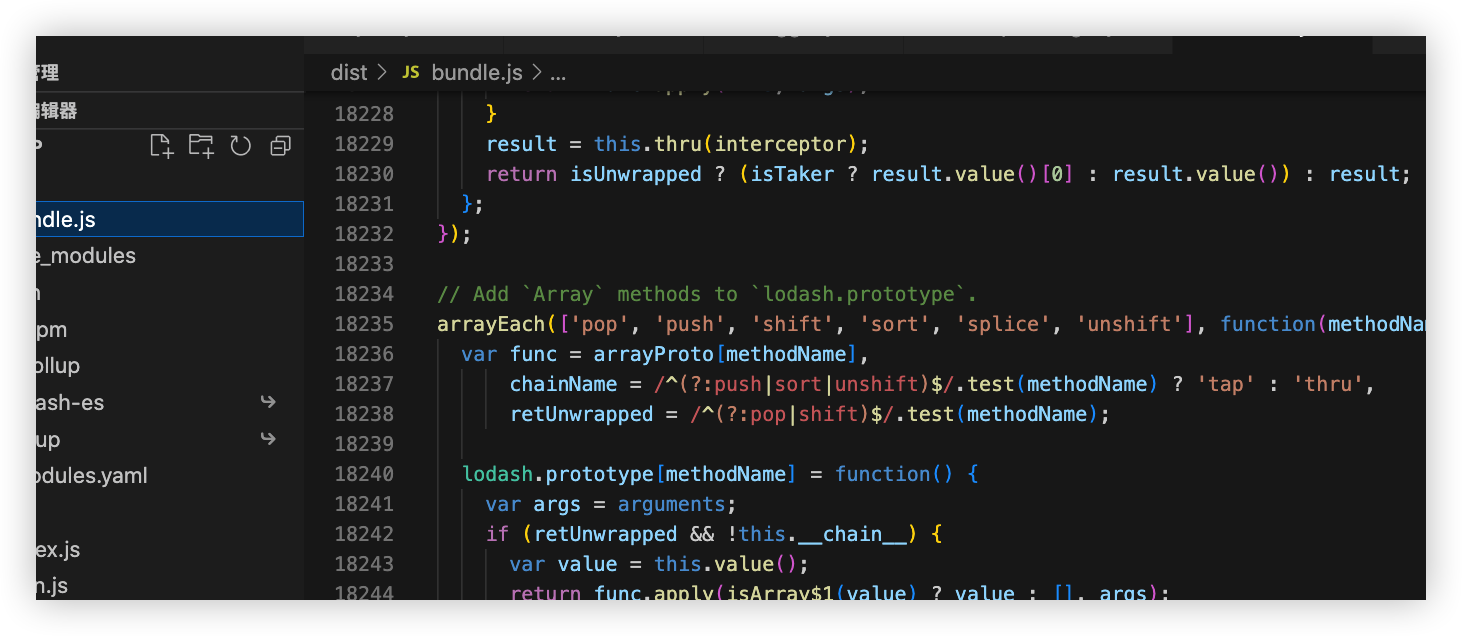 管理
编辑器
ndle.js
e_modules
pm
ollup
ash-es
up
odules.yaml
ex.js
n.js
dist > JS bundle.js > ...
18228 }
18229 result = this.thru(interceptor);
18230 return isUnwrapped ? (isTaker ? result.value()[0] : result.value()) : result;
18231 };
18232 });
18233
18234 // Add `Array` methods to `lodash.prototype`.
18235 arrayEach(['pop', 'push', 'shift', 'sort', 'splice', 'unshift'], function(methodNa
18236 var func = arrayProto[methodName],
18237 chainName = /^(?:push|sort|unshift)$/.test(methodName) ? 'tap' : 'thru',
18238 retUnwrapped = /^(?:pop|shift)$/.test(methodName);
18239
18240 lodash.prototype[methodName] = function() {
18241 var args = arguments;
18242 if (retUnwrapped && !this.__chain__) {
18243 var value = this.value();
18244 return func.apply(isArray$1(value) ? value : [], args);